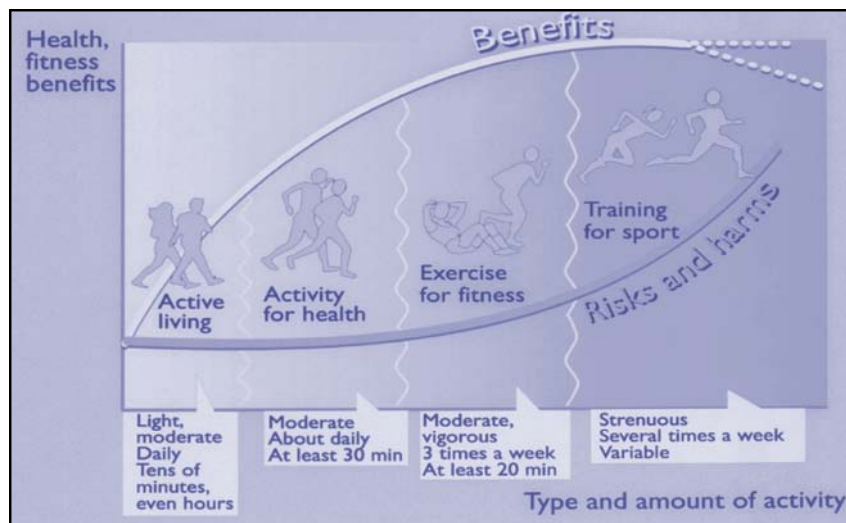 Health,
fitness
benefits
Benefits
Active
living
Activity
for health
Exercise
for fitness
Training
for sport
Risks and harms
Light,
moderate
Daily
Tens of
minutes,
even hours
Moderate
About daily
At least 30 min
Moderate,
vigorous
3 times a week
At least 20 min
Strenuous
Several times a week
Variable
Type and amount of activity